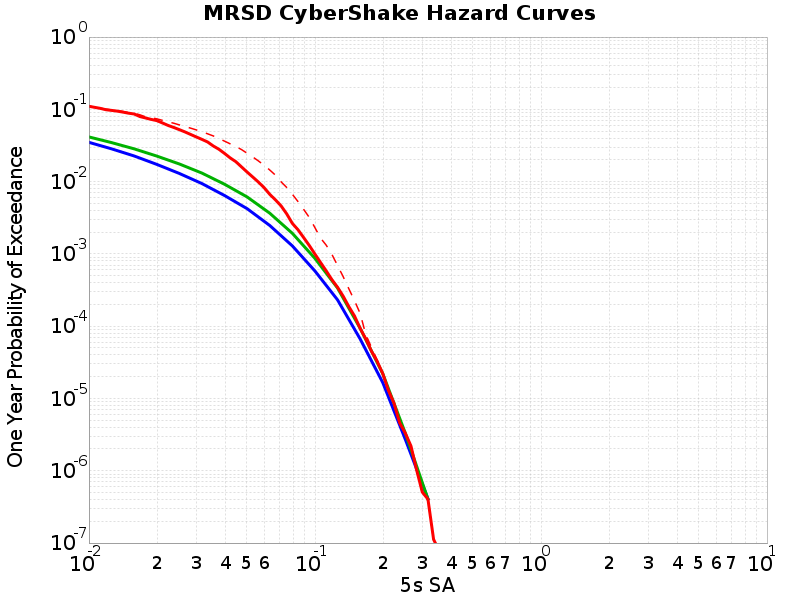 MRSD CyberShake Hazard Curves
One Year Probability of Exceedance
10^0
10^-1
10^-2
10^-3
10^-4
10^-5
10^-6
10^-7
10^-2 2 3 4 5 6 10^-1 2 3 4 5 6 7 10^0 2 3 4 5 6 7 10^1
5s SA